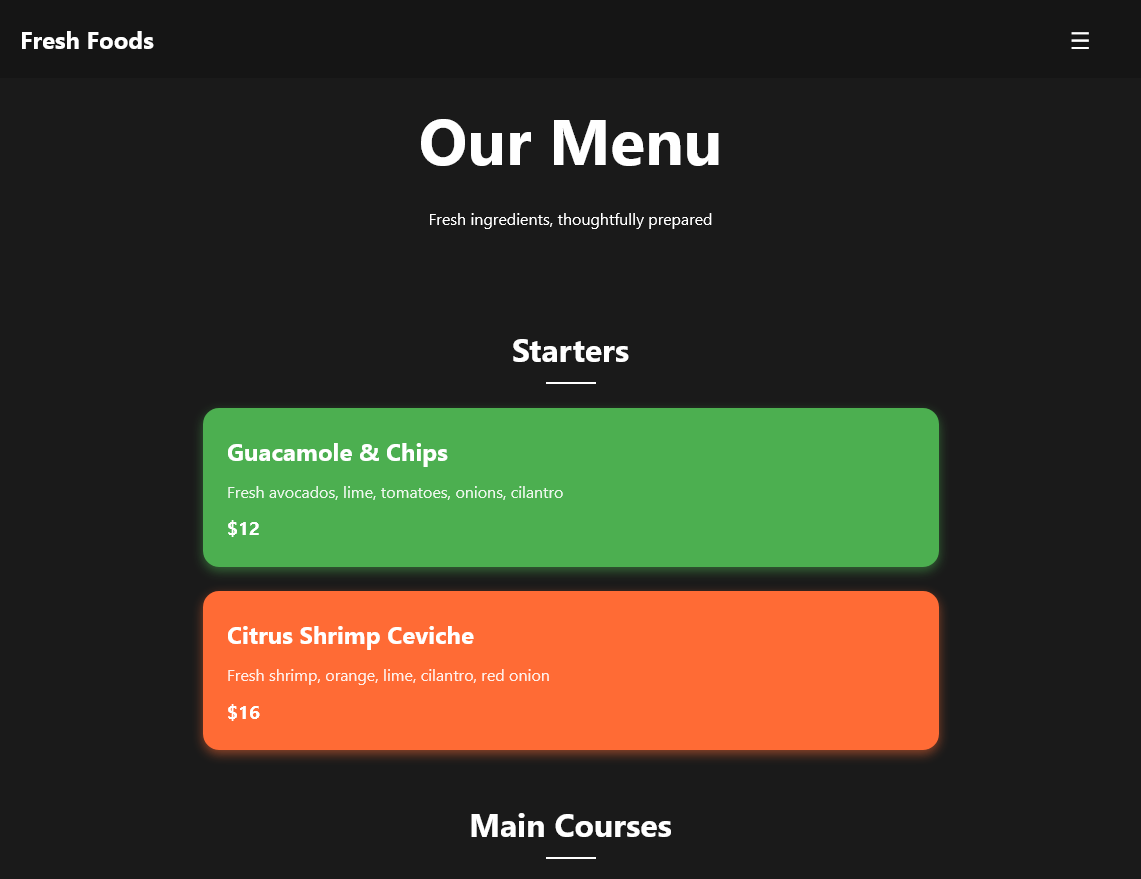 Fresh Foods
☰
Our Menu
Fresh ingredients, thoughtfully prepared
Starters
Guacamole & Chips
Fresh avocados, lime, tomatoes, onions, cilantro
$12
Citrus Shrimp Ceviche
Fresh shrimp, orange, lime, cilantro, red onion
$16
Main Courses